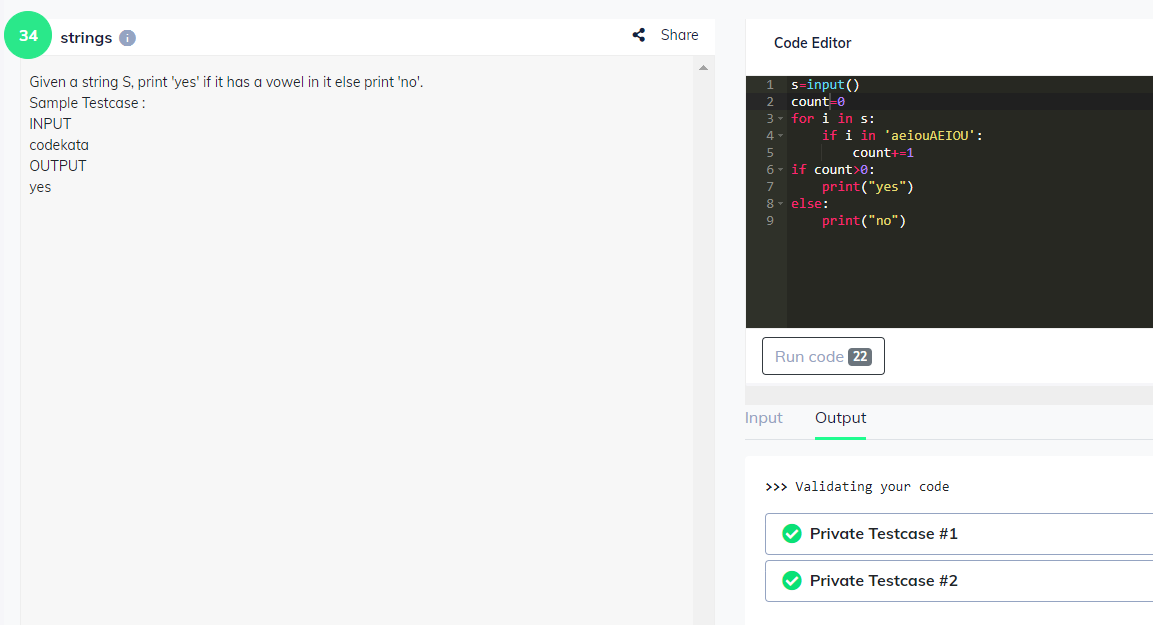 34 strings i Share
Given a string S, print 'yes' if it has a vowel in it else print 'no'.
Sample Testcase :
INPUT
codekata
OUTPUT
yes
Code Editor
1 s=input()
2 count=0
3 for i in s:
4 if i in 'aeiouAEIOU':
5 count+=1
6 if count>0:
7 print("yes")
8 else:
9 print("no")
Run code 22
Input Output
>>> Validating your code
Private Testcase #1
Private Testcase #2